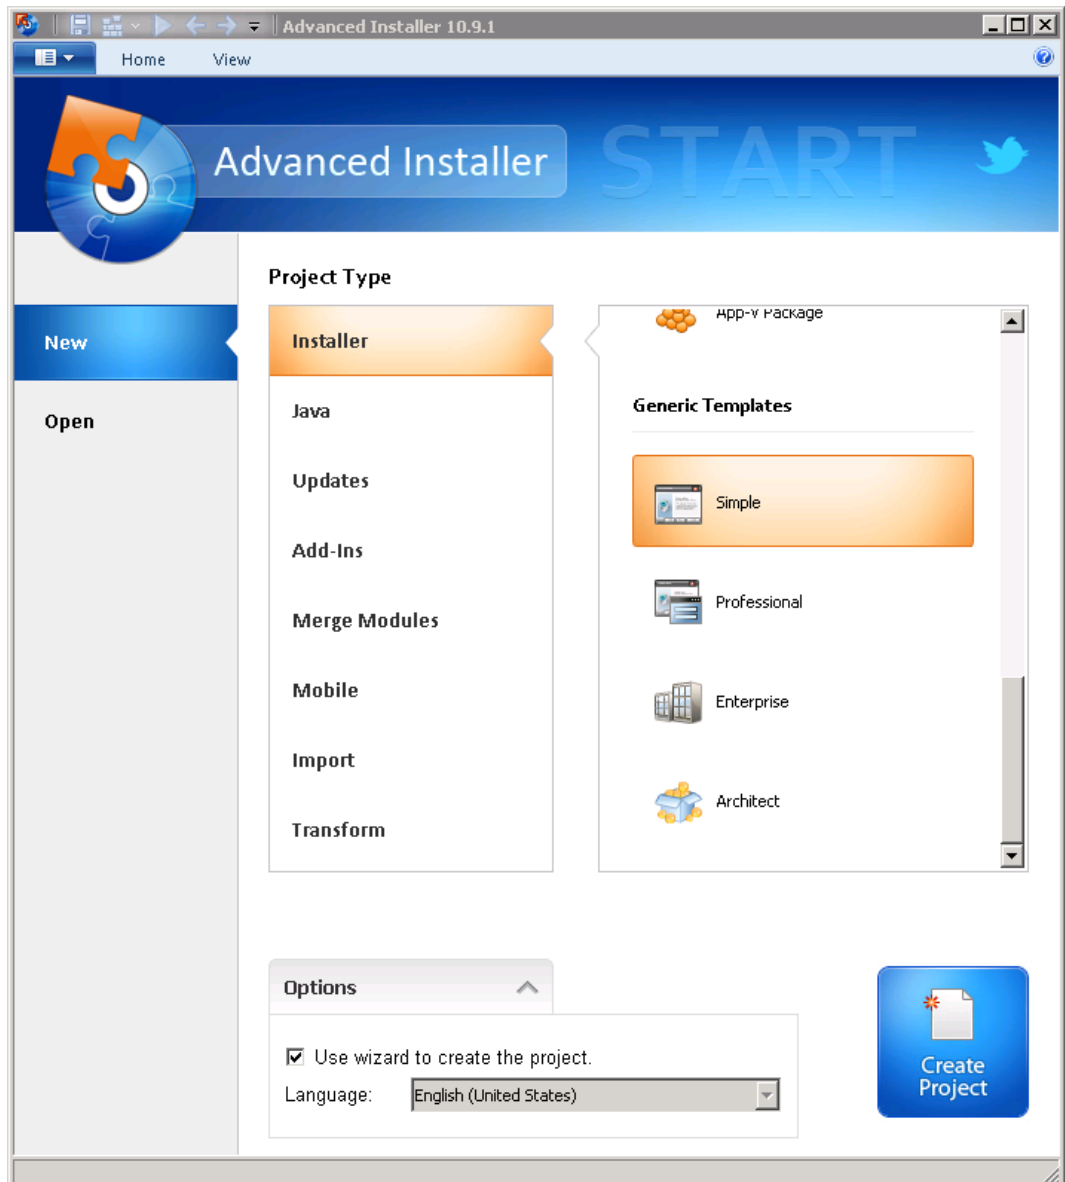 Advanced Installer 10.9.1
Home View
Advanced Installer
START
Project Type
New
Open
Installer
Java
Updates
Add-Ins
Merge Modules
Mobile
Import
Transform
App-V Package
Generic Templates
Simple
Professional
Enterprise
Architect
Options
Use wizard to create the project.
Language: English (United States)
Create
Project